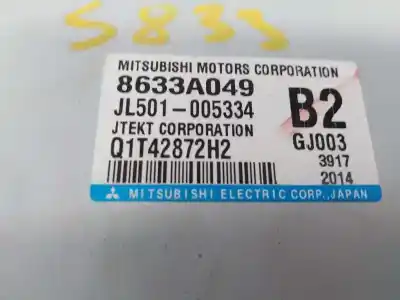 S833
MITSUBISHI MOTORS CORPORATION
8633A049
JL501-005334
B2
JTEKT CORPORATION
GJ003
Q1T42872H2
3917
2014
MITSUBISHI ELECTRIC CORP., JAPAN